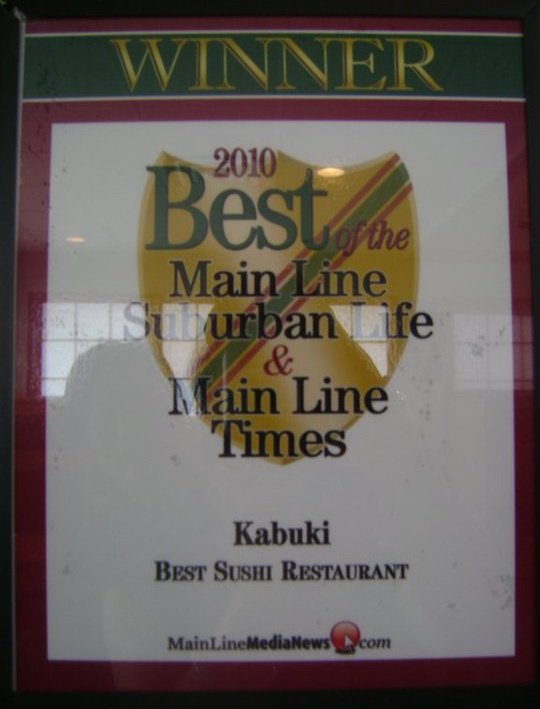 WINNER
2010
Best of the
Main Line
Suburban Life
&
Main Line
Times
Kabuki
BEST SUSHI RESTAURANT
MainLineMediaNews.com